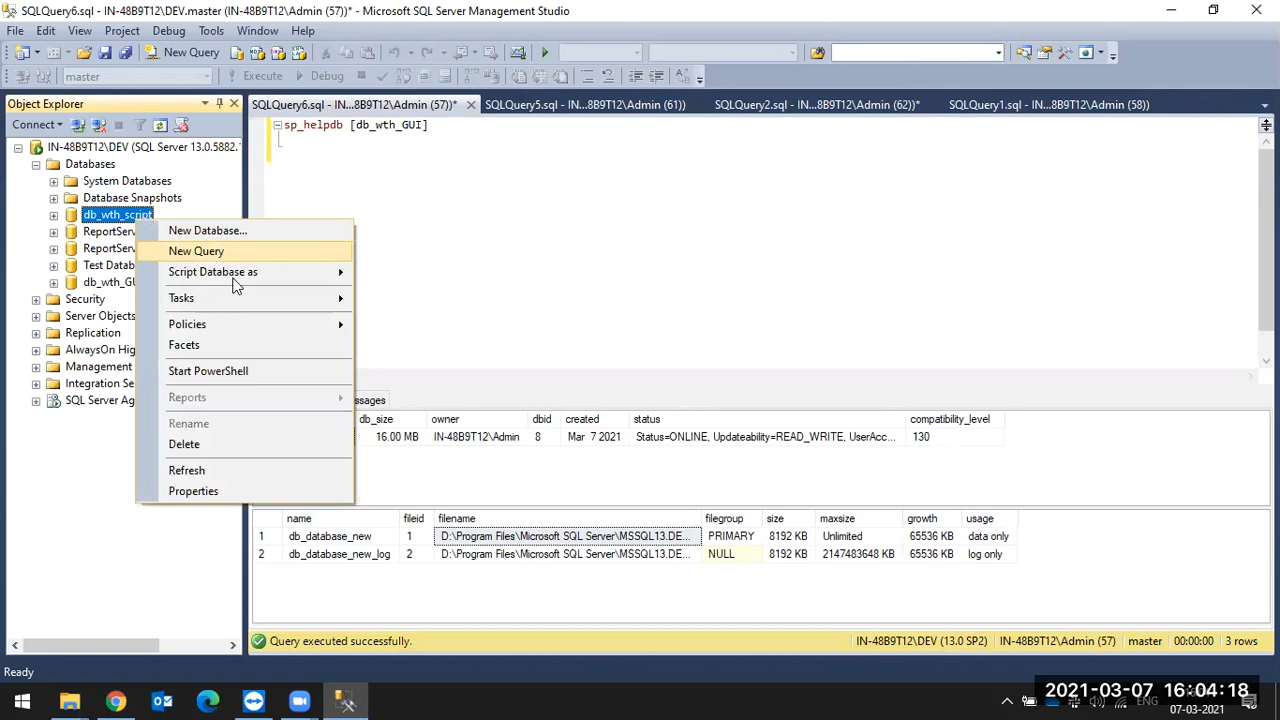 SQLQuery6.sql - IN-48B9T12\DEV.master (IN-48B9T12\Admin (57))* - Microsoft SQL Server Management Studio
File Edit View Project Debug Tools Window Help
New Query
master Execute Debug
Object Explorer
SQLQuery6.sql - IN...8B9T12\Admin (57))* SQLQuery5.sql - IN...8B9T12\Admin (61)) SQLQuery2.sql - IN...8B9T12\Admin (62))* SQLQuery1.sql - IN...8B9T12\Admin (58))
Connect
sp_helpdb [db_wth_GUI]
IN-48B9T12\DEV (SQL Server 13.0.5882.
Databases
System Databases
Database Snapshots
db_wth_script
ReportServ
ReportServ
Test Datab
db_wth_GU
Security
Server Objects
Replication
AlwaysOn Hig
Management
Integration Se
SQL Server Ag
New Database...
New Query
Script Database as
Tasks
Policies
Facets
Start PowerShell
Reports
Rename
Delete
Refresh
Properties
ssages
db_size owner dbid created status compatibility_level
16.00 MB IN-48B9T12\Admin 8 Mar 7 2021 Status=ONLINE, Updateability=READ_WRITE, UserAcc... 130
name fileid filename filegroup size maxsize growth usage
1 db_database_new 1 D:\Program Files\Microsoft SQL Server\MSSQL13.DE... PRIMARY 8192 KB Unlimited 65536 KB data only
2 db_database_new_log 2 D:\Program Files\Microsoft SQL Server\MSSQL13.DE... NULL 8192 KB 2147483648 KB 65536 KB log only
Query executed successfully. IN-48B9T12\DEV (13.0 SP2) IN-48B9T12\Admin (57) master 00:00:00 3 rows
Ready
ENG
2021-03-07 16:04:18
07-03-2021